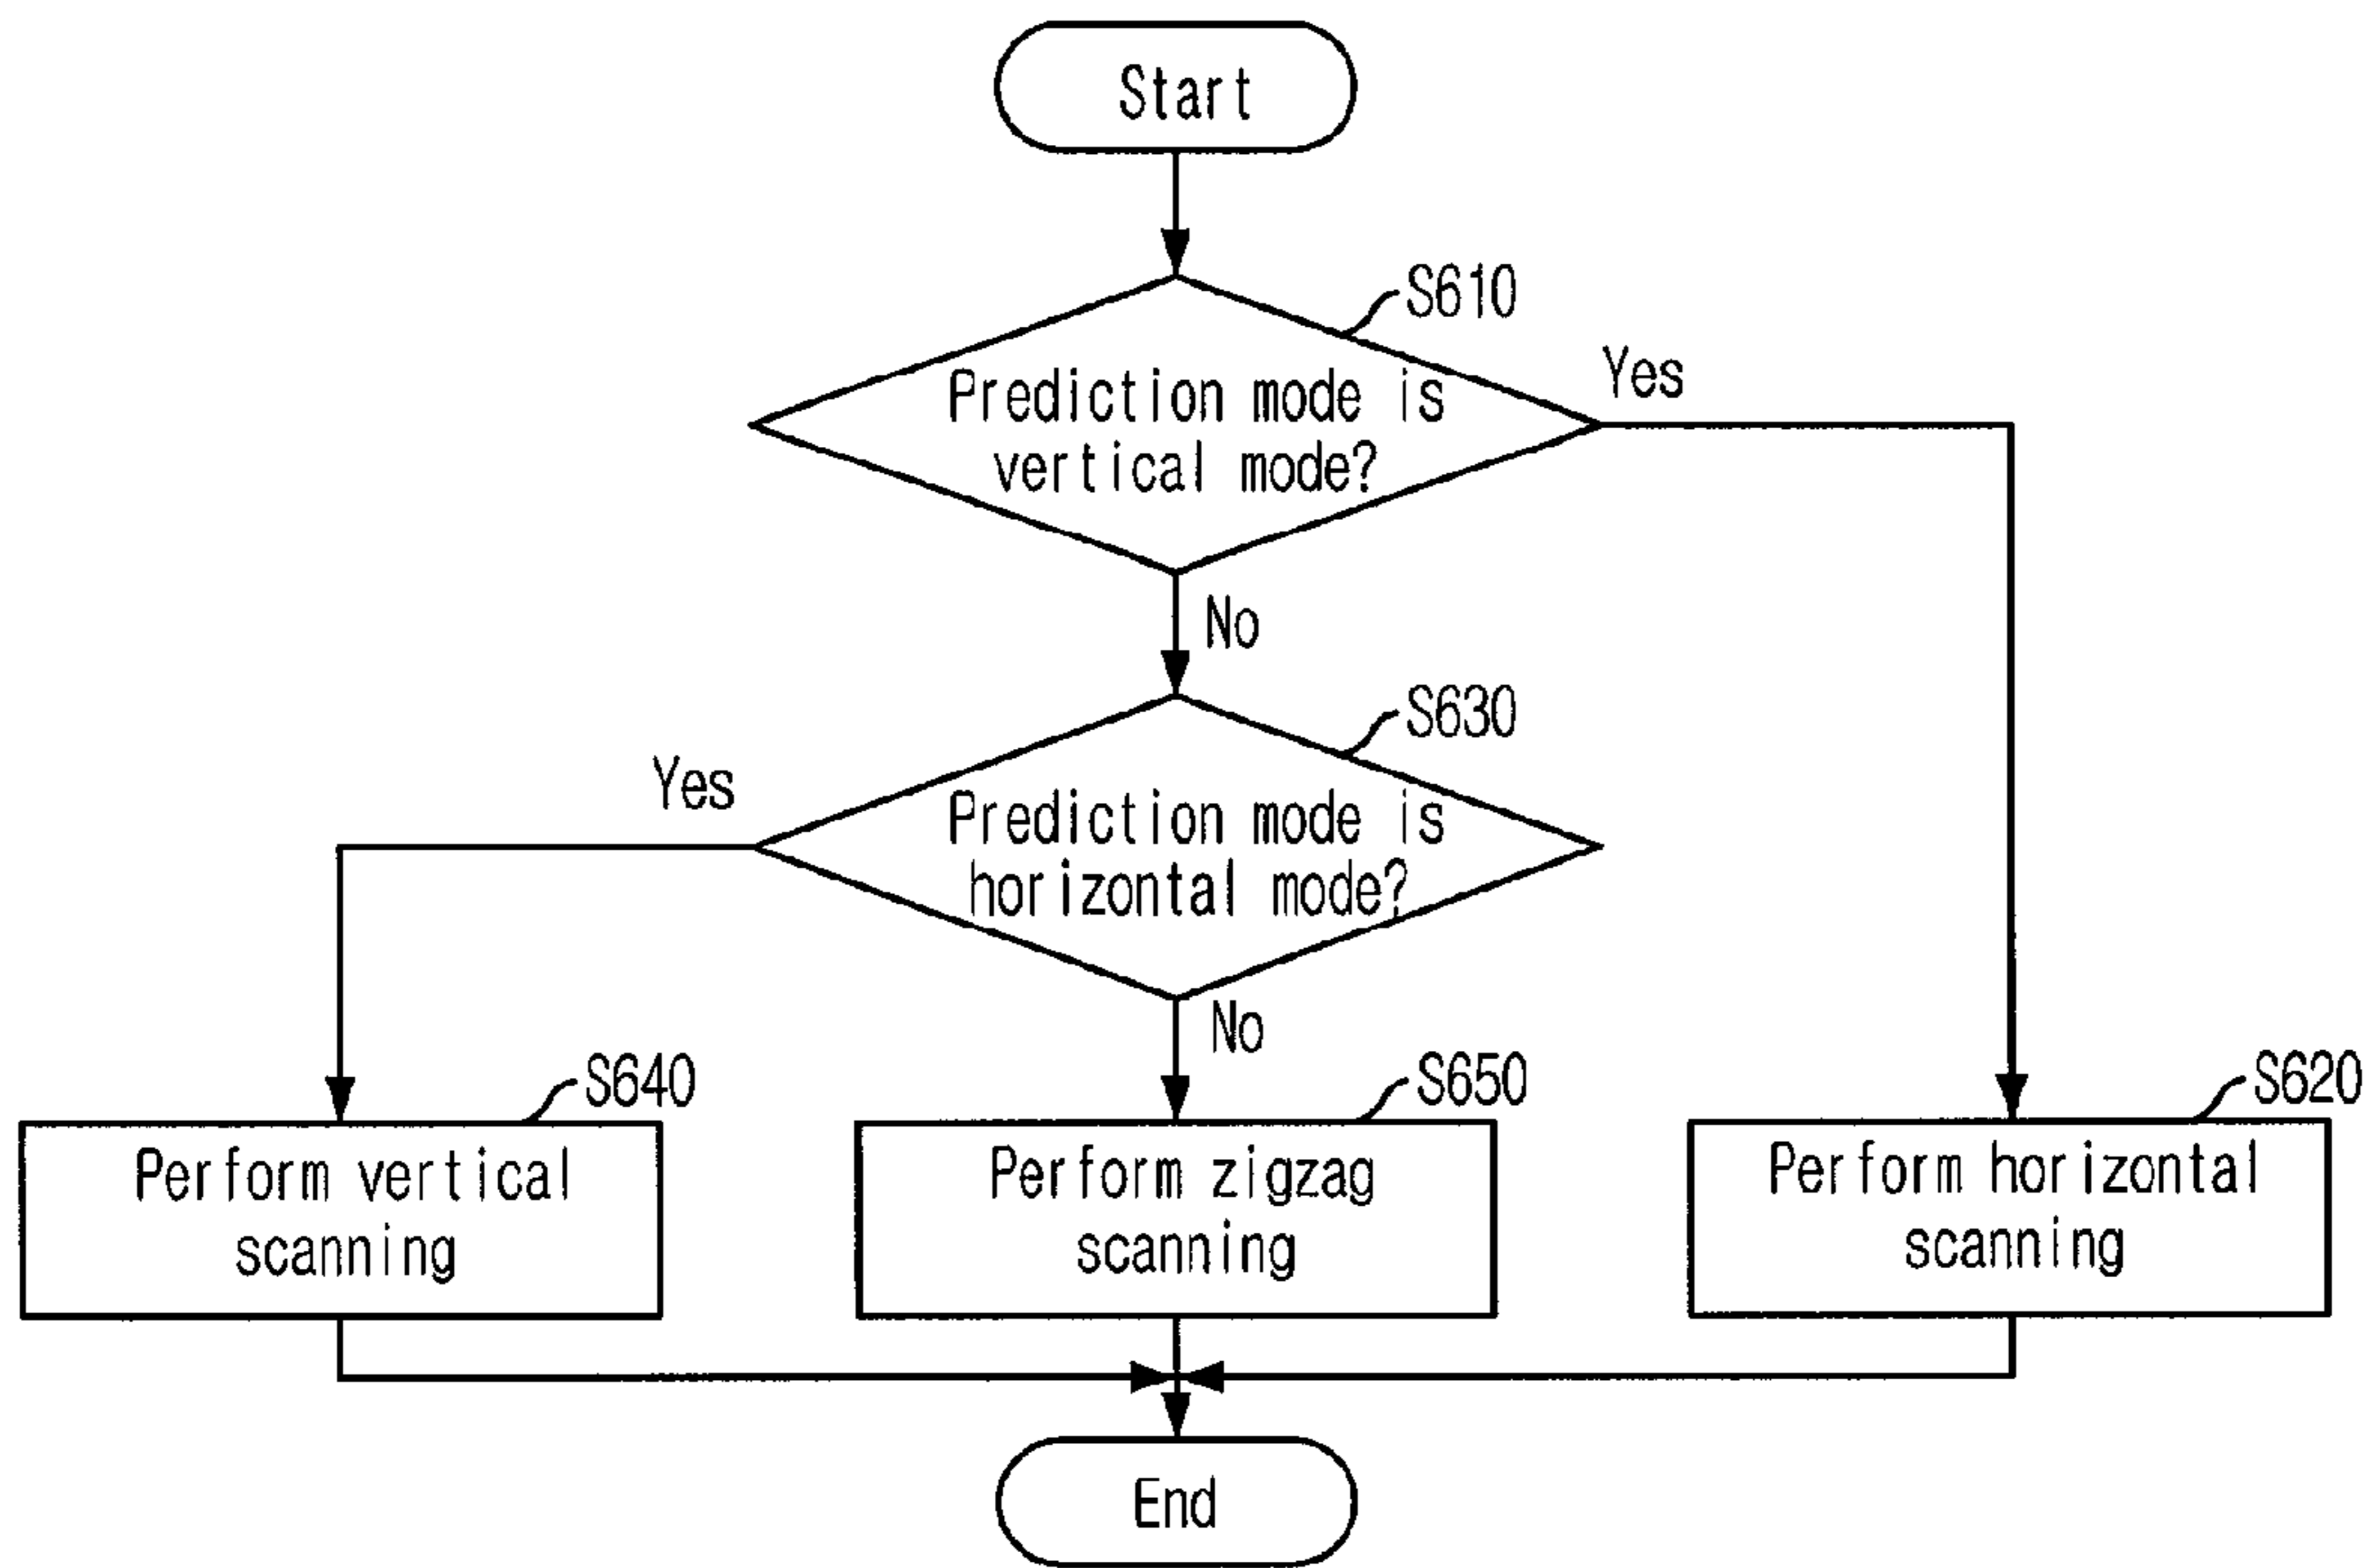 Start
S610
Prediction mode is
vertical mode?
Yes
No
S630
Prediction mode is
horizontal mode?
Yes
No
S640
Perform vertical
scanning
S650
Perform zigzag
scanning
S620
Perform horizontal
scanning
End